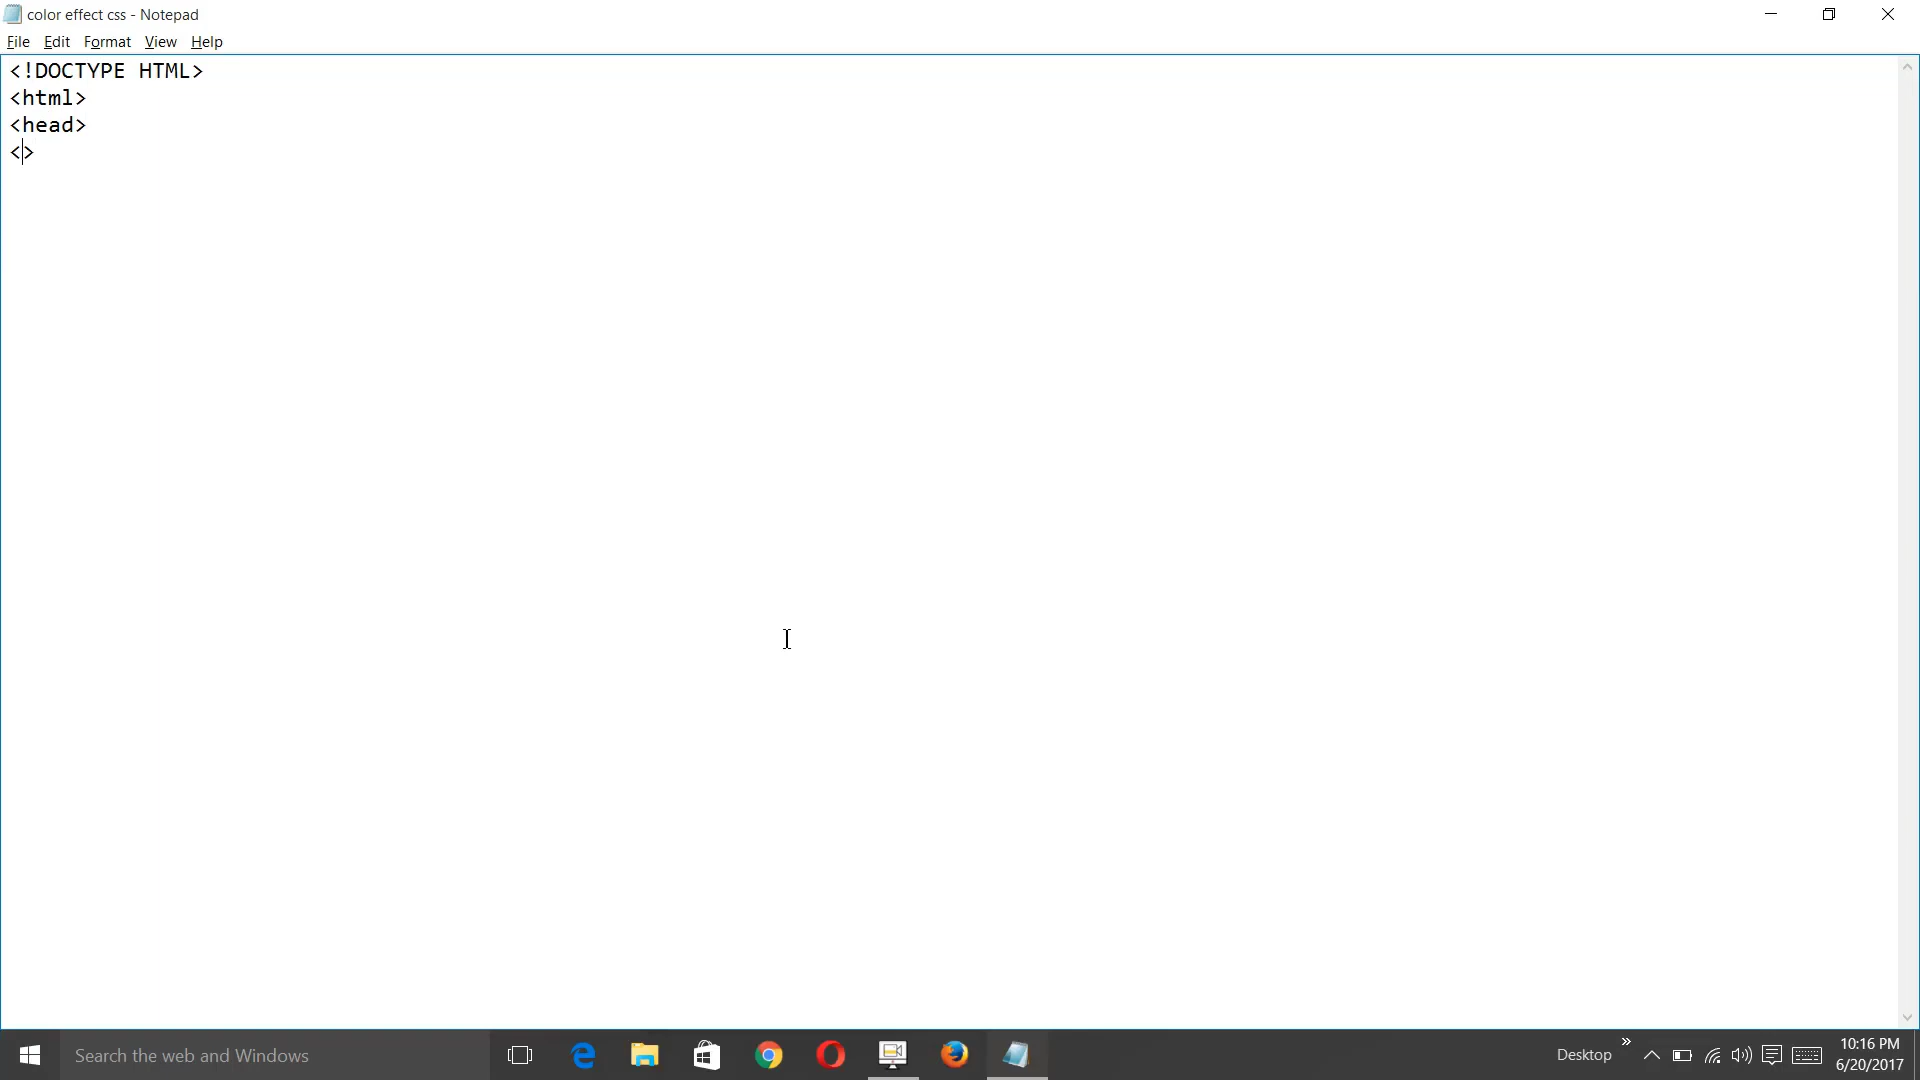 color effect css - Notepad
File Edit Format View Help
<!DOCTYPE HTML>
<html>
<head>
<>
Search the web and Windows
Desktop
10:16 PM
6/20/2017